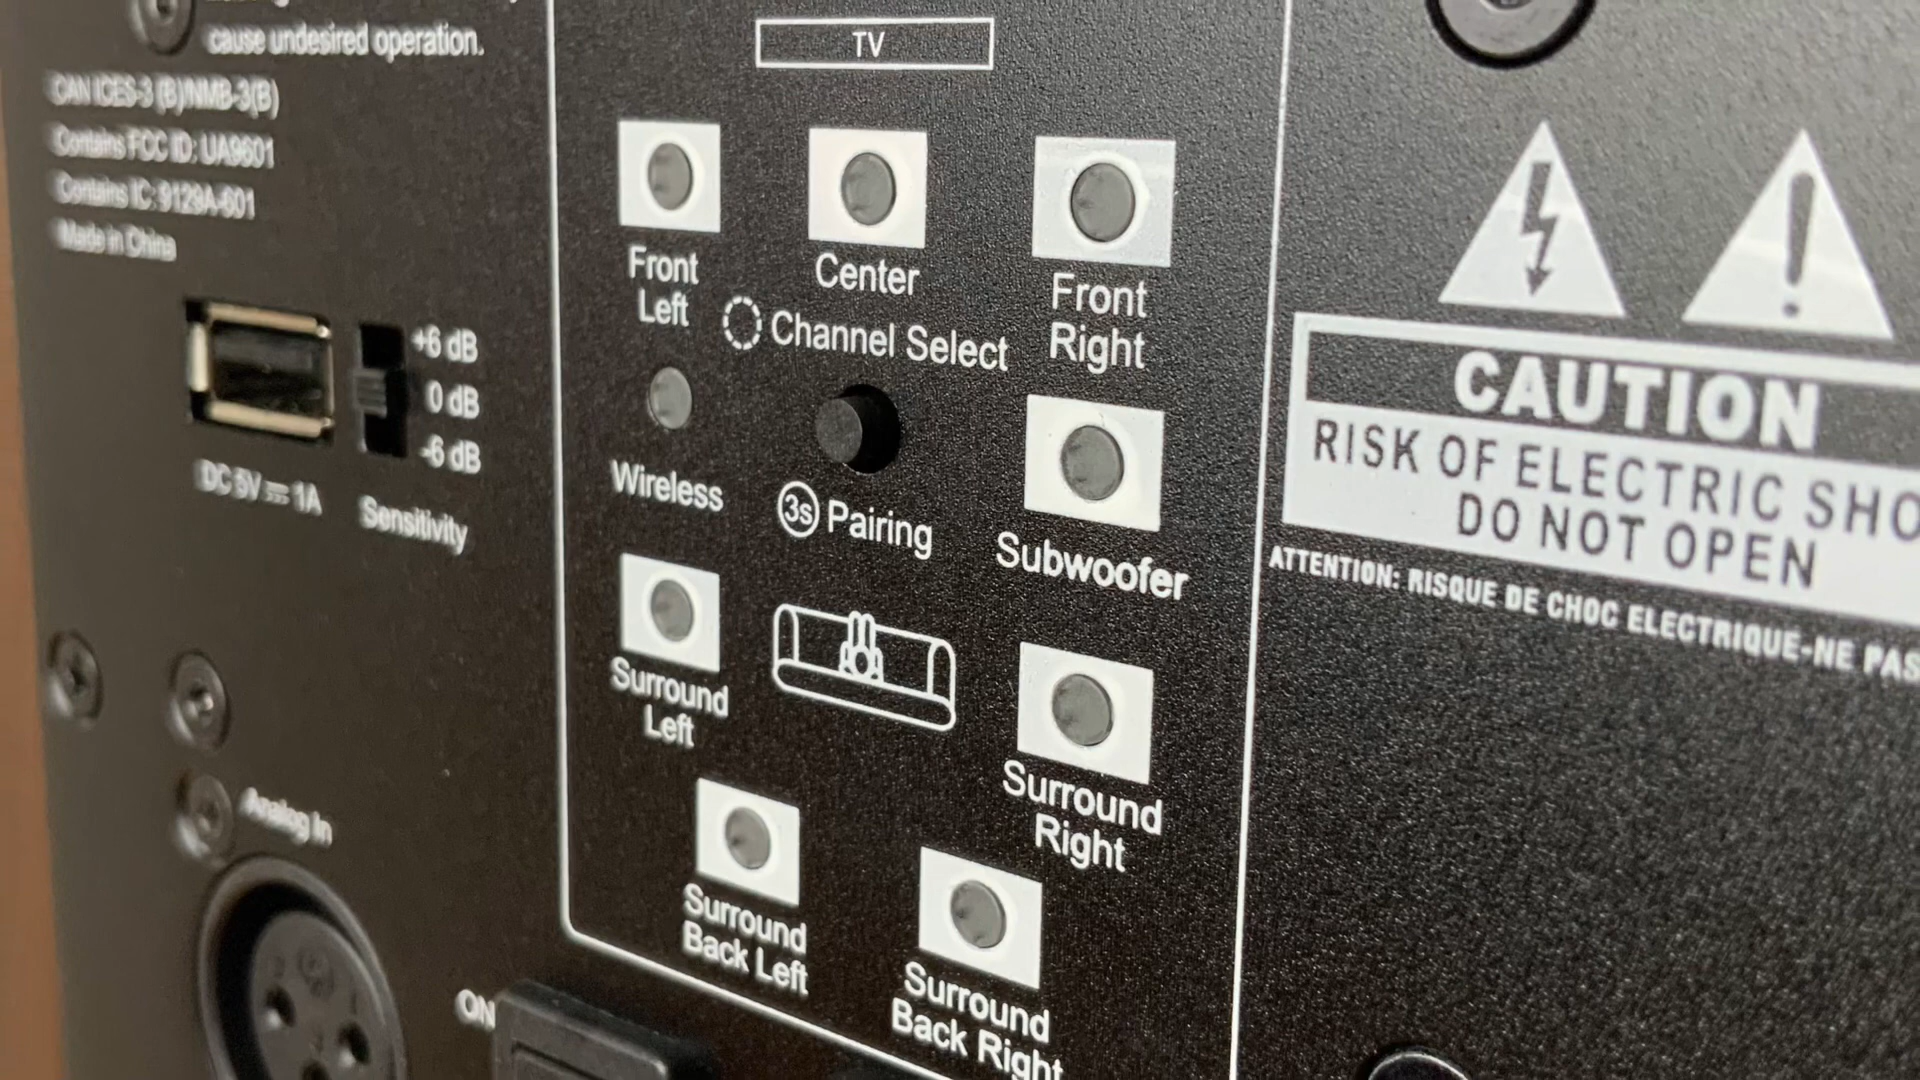 cause undesired operation.
CAN ICES-3 (B)/NMB-3(B)
Contains FCC ID: UA9601
Contains IC: 9129A-601
Made in China
+6 dB
0 dB
-6 dB
DC 5V ⎓ 1A
Sensitivity
Analog In
ON
TV
Front
Left
Center
Front
Right
Channel Select
Wireless
3s Pairing
Subwoofer
Surround
Left
Surround
Right
Surround
Back Left
Surround
Back Right
CAUTION
RISK OF ELECTRIC SHO
DO NOT OPEN
ATTENTION: RISQUE DE CHOC ELECTRIQUE-NE PAS